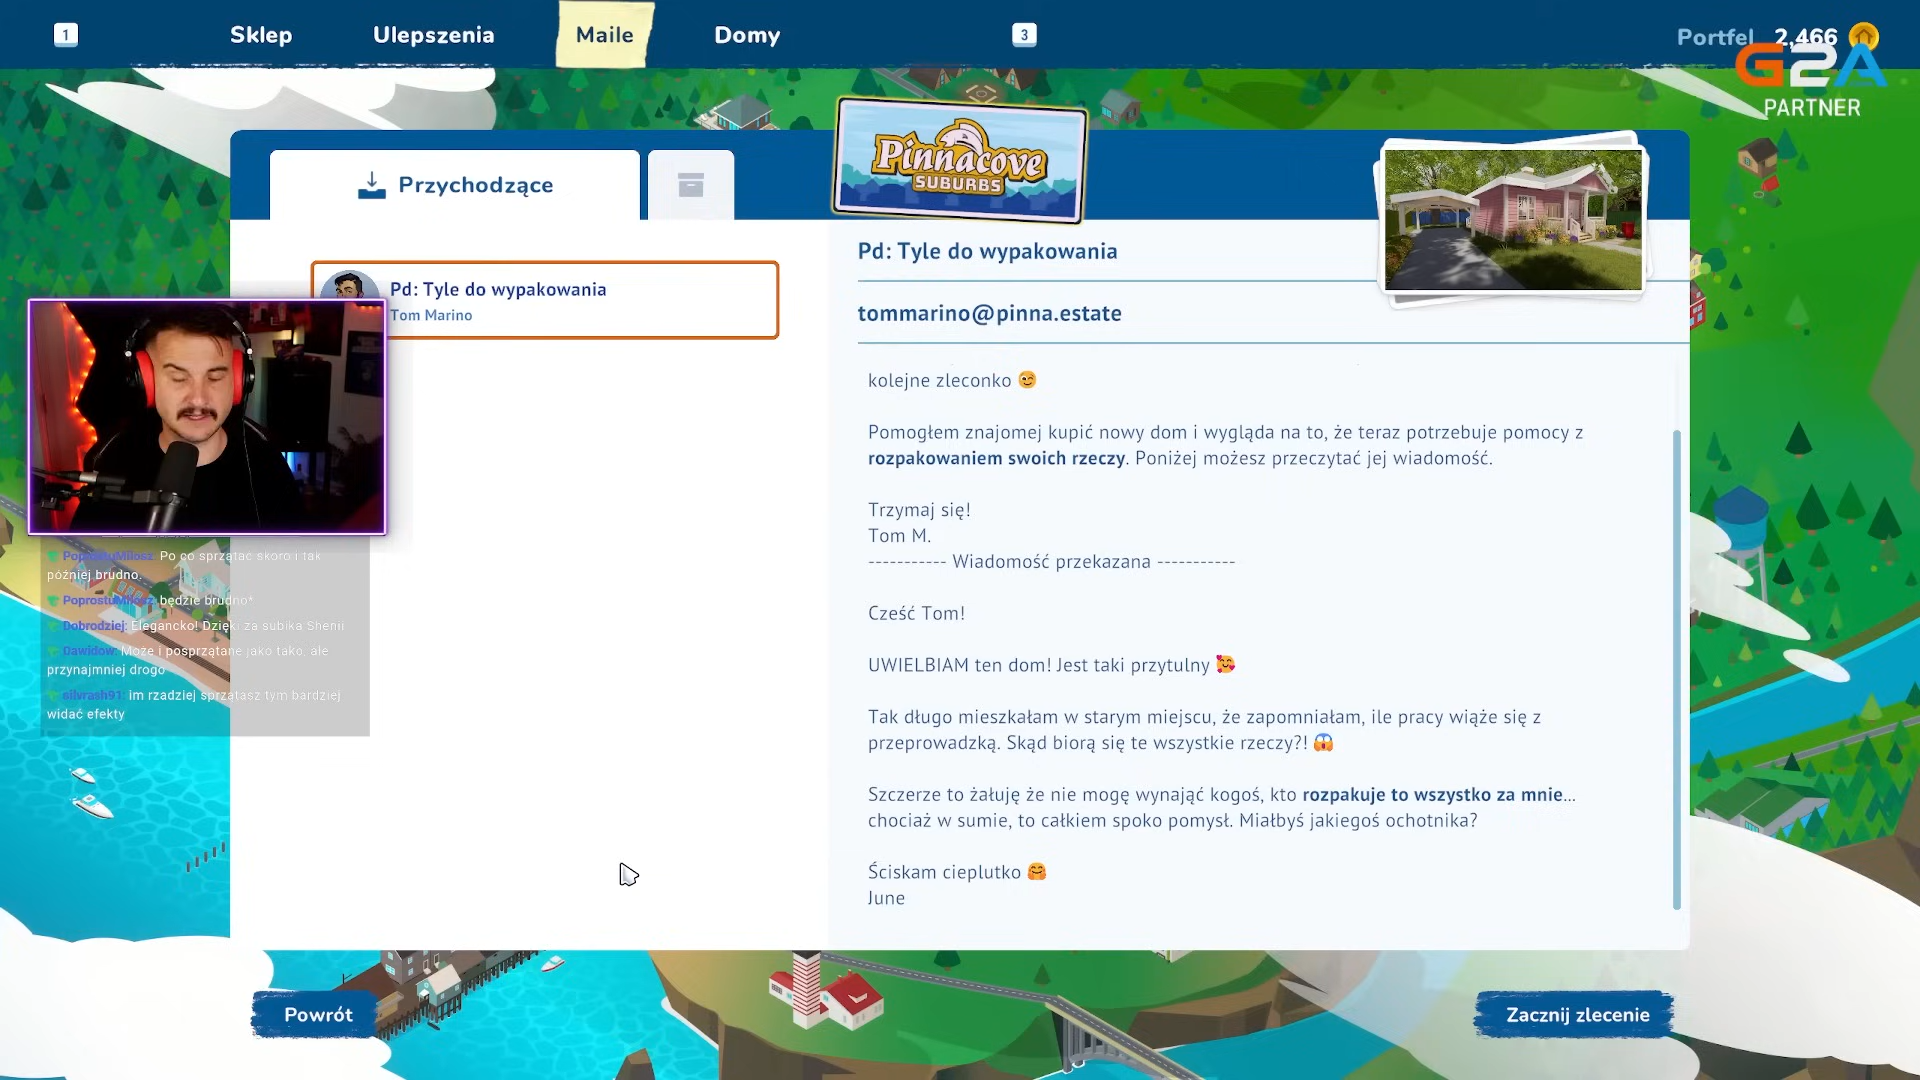 1
Sklep
Ulepszenia
Maile
Domy
3
Portfel 2,466
G2A
PARTNER
Przychodzące
Pinnacove
SUBURBS
Pd: Tyle do wypakowania
Tom Marino
Pd: Tyle do wypakowania
tommarino@pinna.estate
kolejne zleconko 😊
Pomogłem znajomej kupić nowy dom i wygląda na to, że teraz potrzebuje pomocy z
rozpakowaniem swoich rzeczy. Poniżej możesz przeczytać jej wiadomość.
Trzymaj się!
Tom M.
----------- Wiadomość przekazana -----------
Cześć Tom!
UWIELBIAM ten dom! Jest taki przytulny 🥰
Tak długo mieszkałam w starym miejscu, że zapomniałam, ile pracy wiąże się z
przeprowadzką. Skąd biorą się te wszystkie rzeczy?! 😱
Szczerze to żałuję że nie mogę wynająć kogoś, kto rozpakuje to wszystko za mnie...
chociaż w sumie, to całkiem spoko pomysł. Miałbyś jakiegoś ochotnika?
Ściskam cieplutko 🤗
June
PoprostuMilosz: Po co sprzatac skoro i tak
później brudno.
PoprostuMilosz: będzie brudno*
Dobrodziej: Elegancko! Dzięki za subika Shenii
Dawidow: Może i posprzątane jako tako, ale
przynajmniej drogo
silvrash91: im rzadziej sprzątasz tym bardziej
widać efekty
Powrót
Zacznij zlecenie